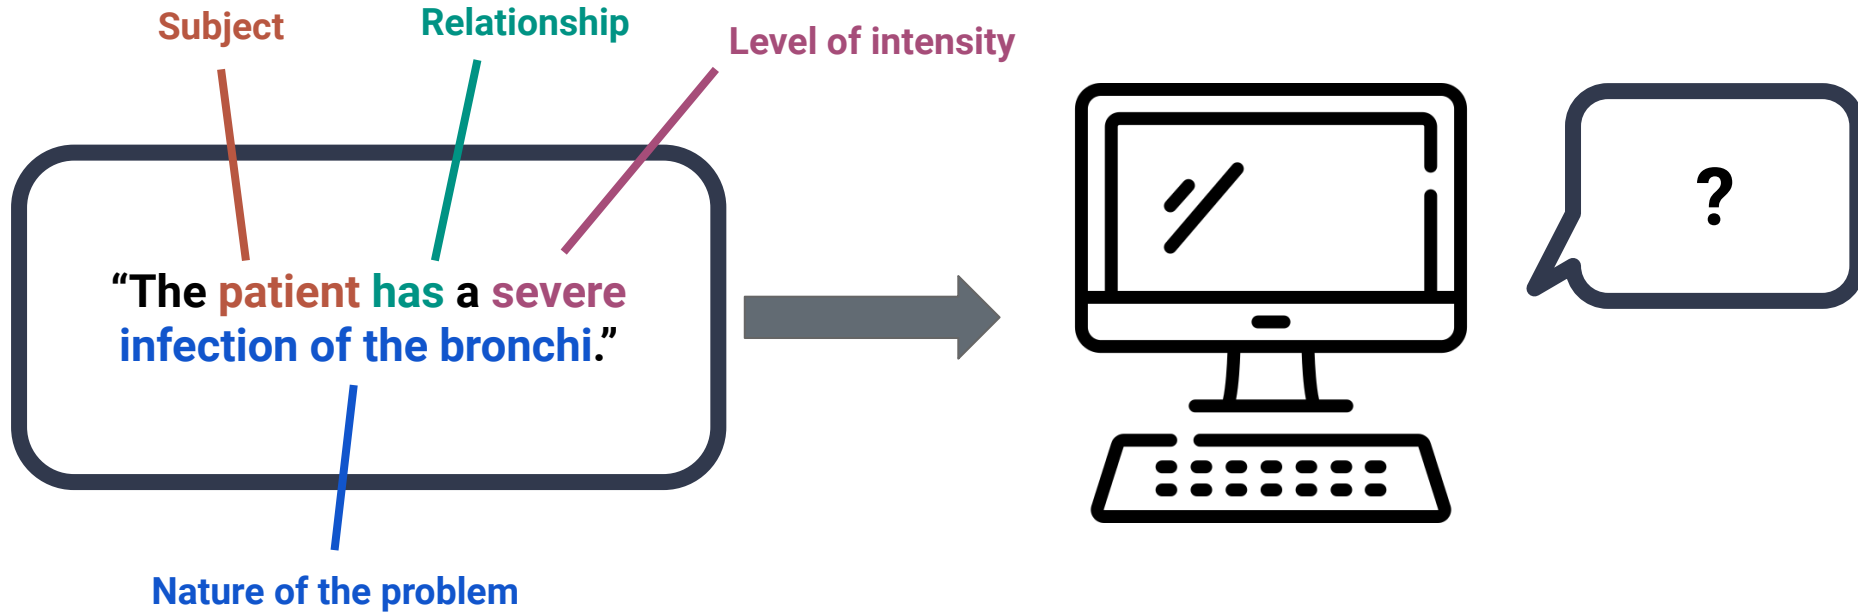 Subject
Relationship
Level of intensity
“The patient has a severe
infection of the bronchi.”
Nature of the problem
?